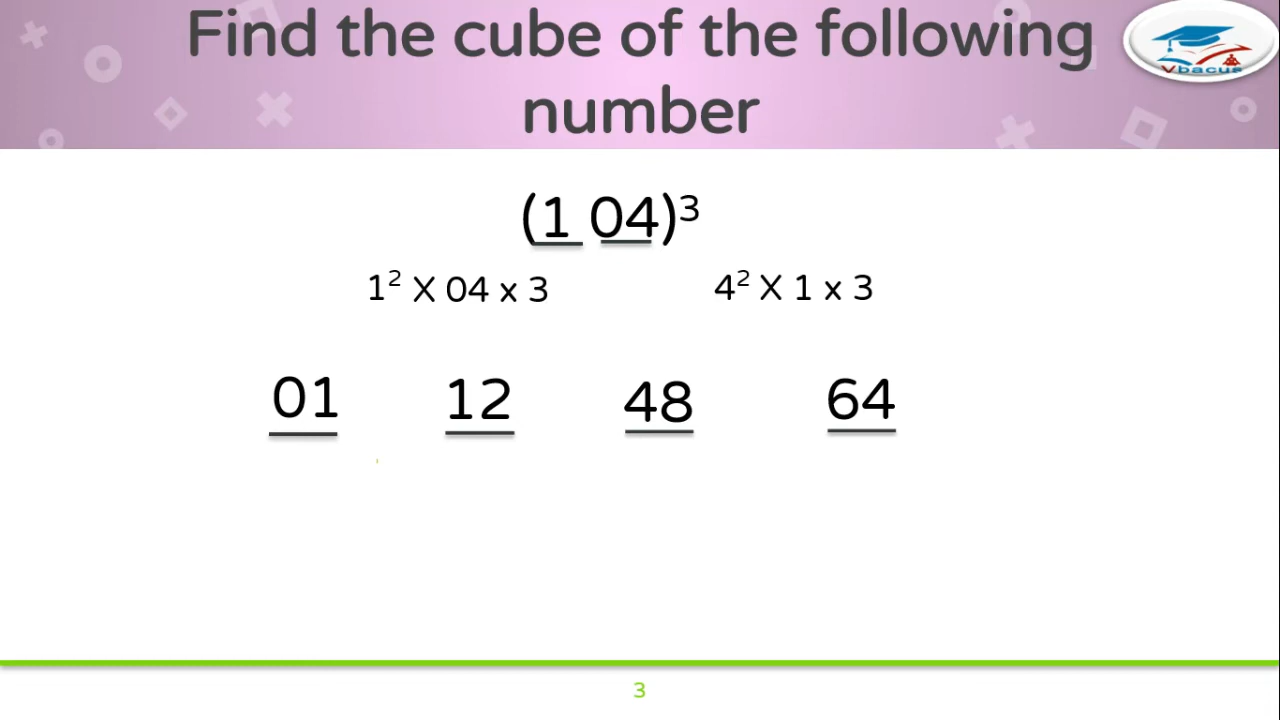 Find the cube of the following
number
Vbacus
(1 04)³
1² X 04 x 3 4² X 1 x 3
01 12 48 64
3